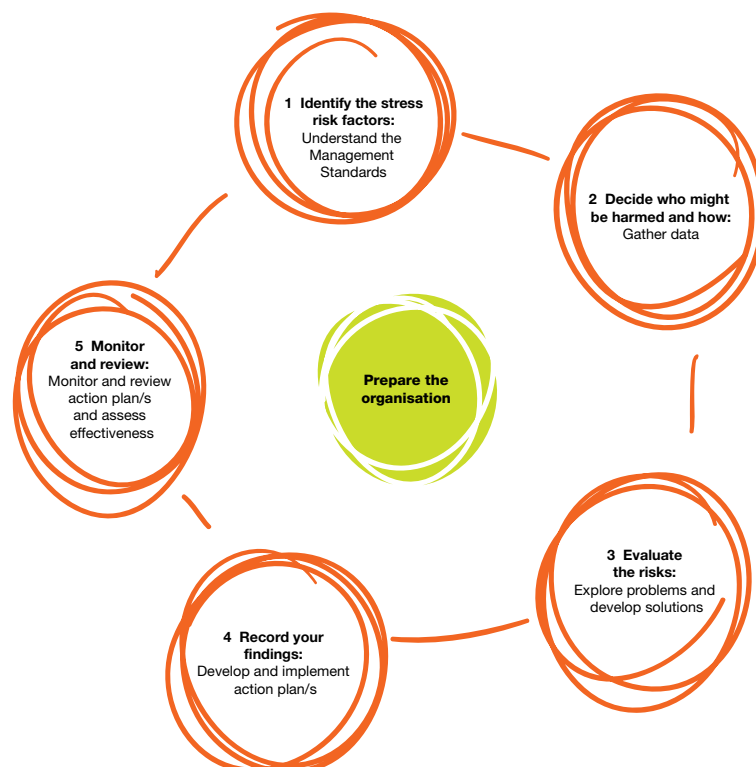 1 Identify the stress
risk factors:
Understand the
Management
Standards
2 Decide who might
be harmed and how:
Gather data
3 Evaluate
the risks:
Explore problems and
develop solutions
4 Record your
findings:
Develop and implement
action plan/s
5 Monitor
and review:
Monitor and review
action plan/s
and assess
effectiveness
Prepare the
organisation